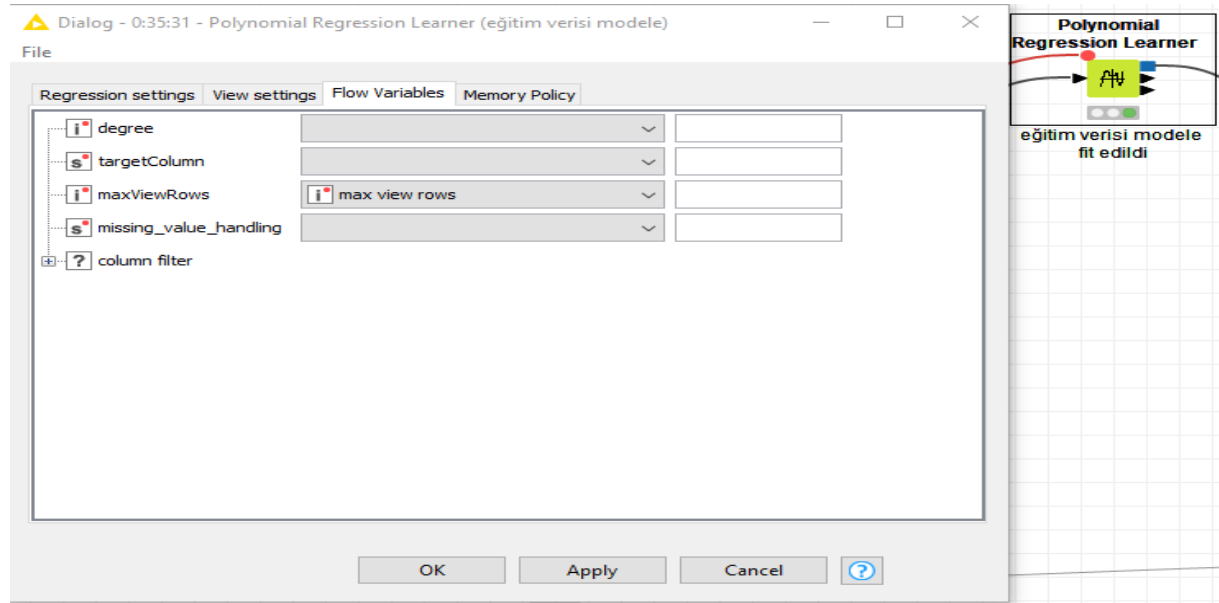 Dialog - 0:35:31 - Polynomial Regression Learner (eğitim verisi modele)
File
Regression settings View settings Flow Variables Memory Policy
i degree
s targetColumn
i maxViewRows i max view rows
s missing_value_handling
? column filter
OK Apply Cancel ?
Polynomial
Regression Learner
eğitim verisi modele
fit edildi